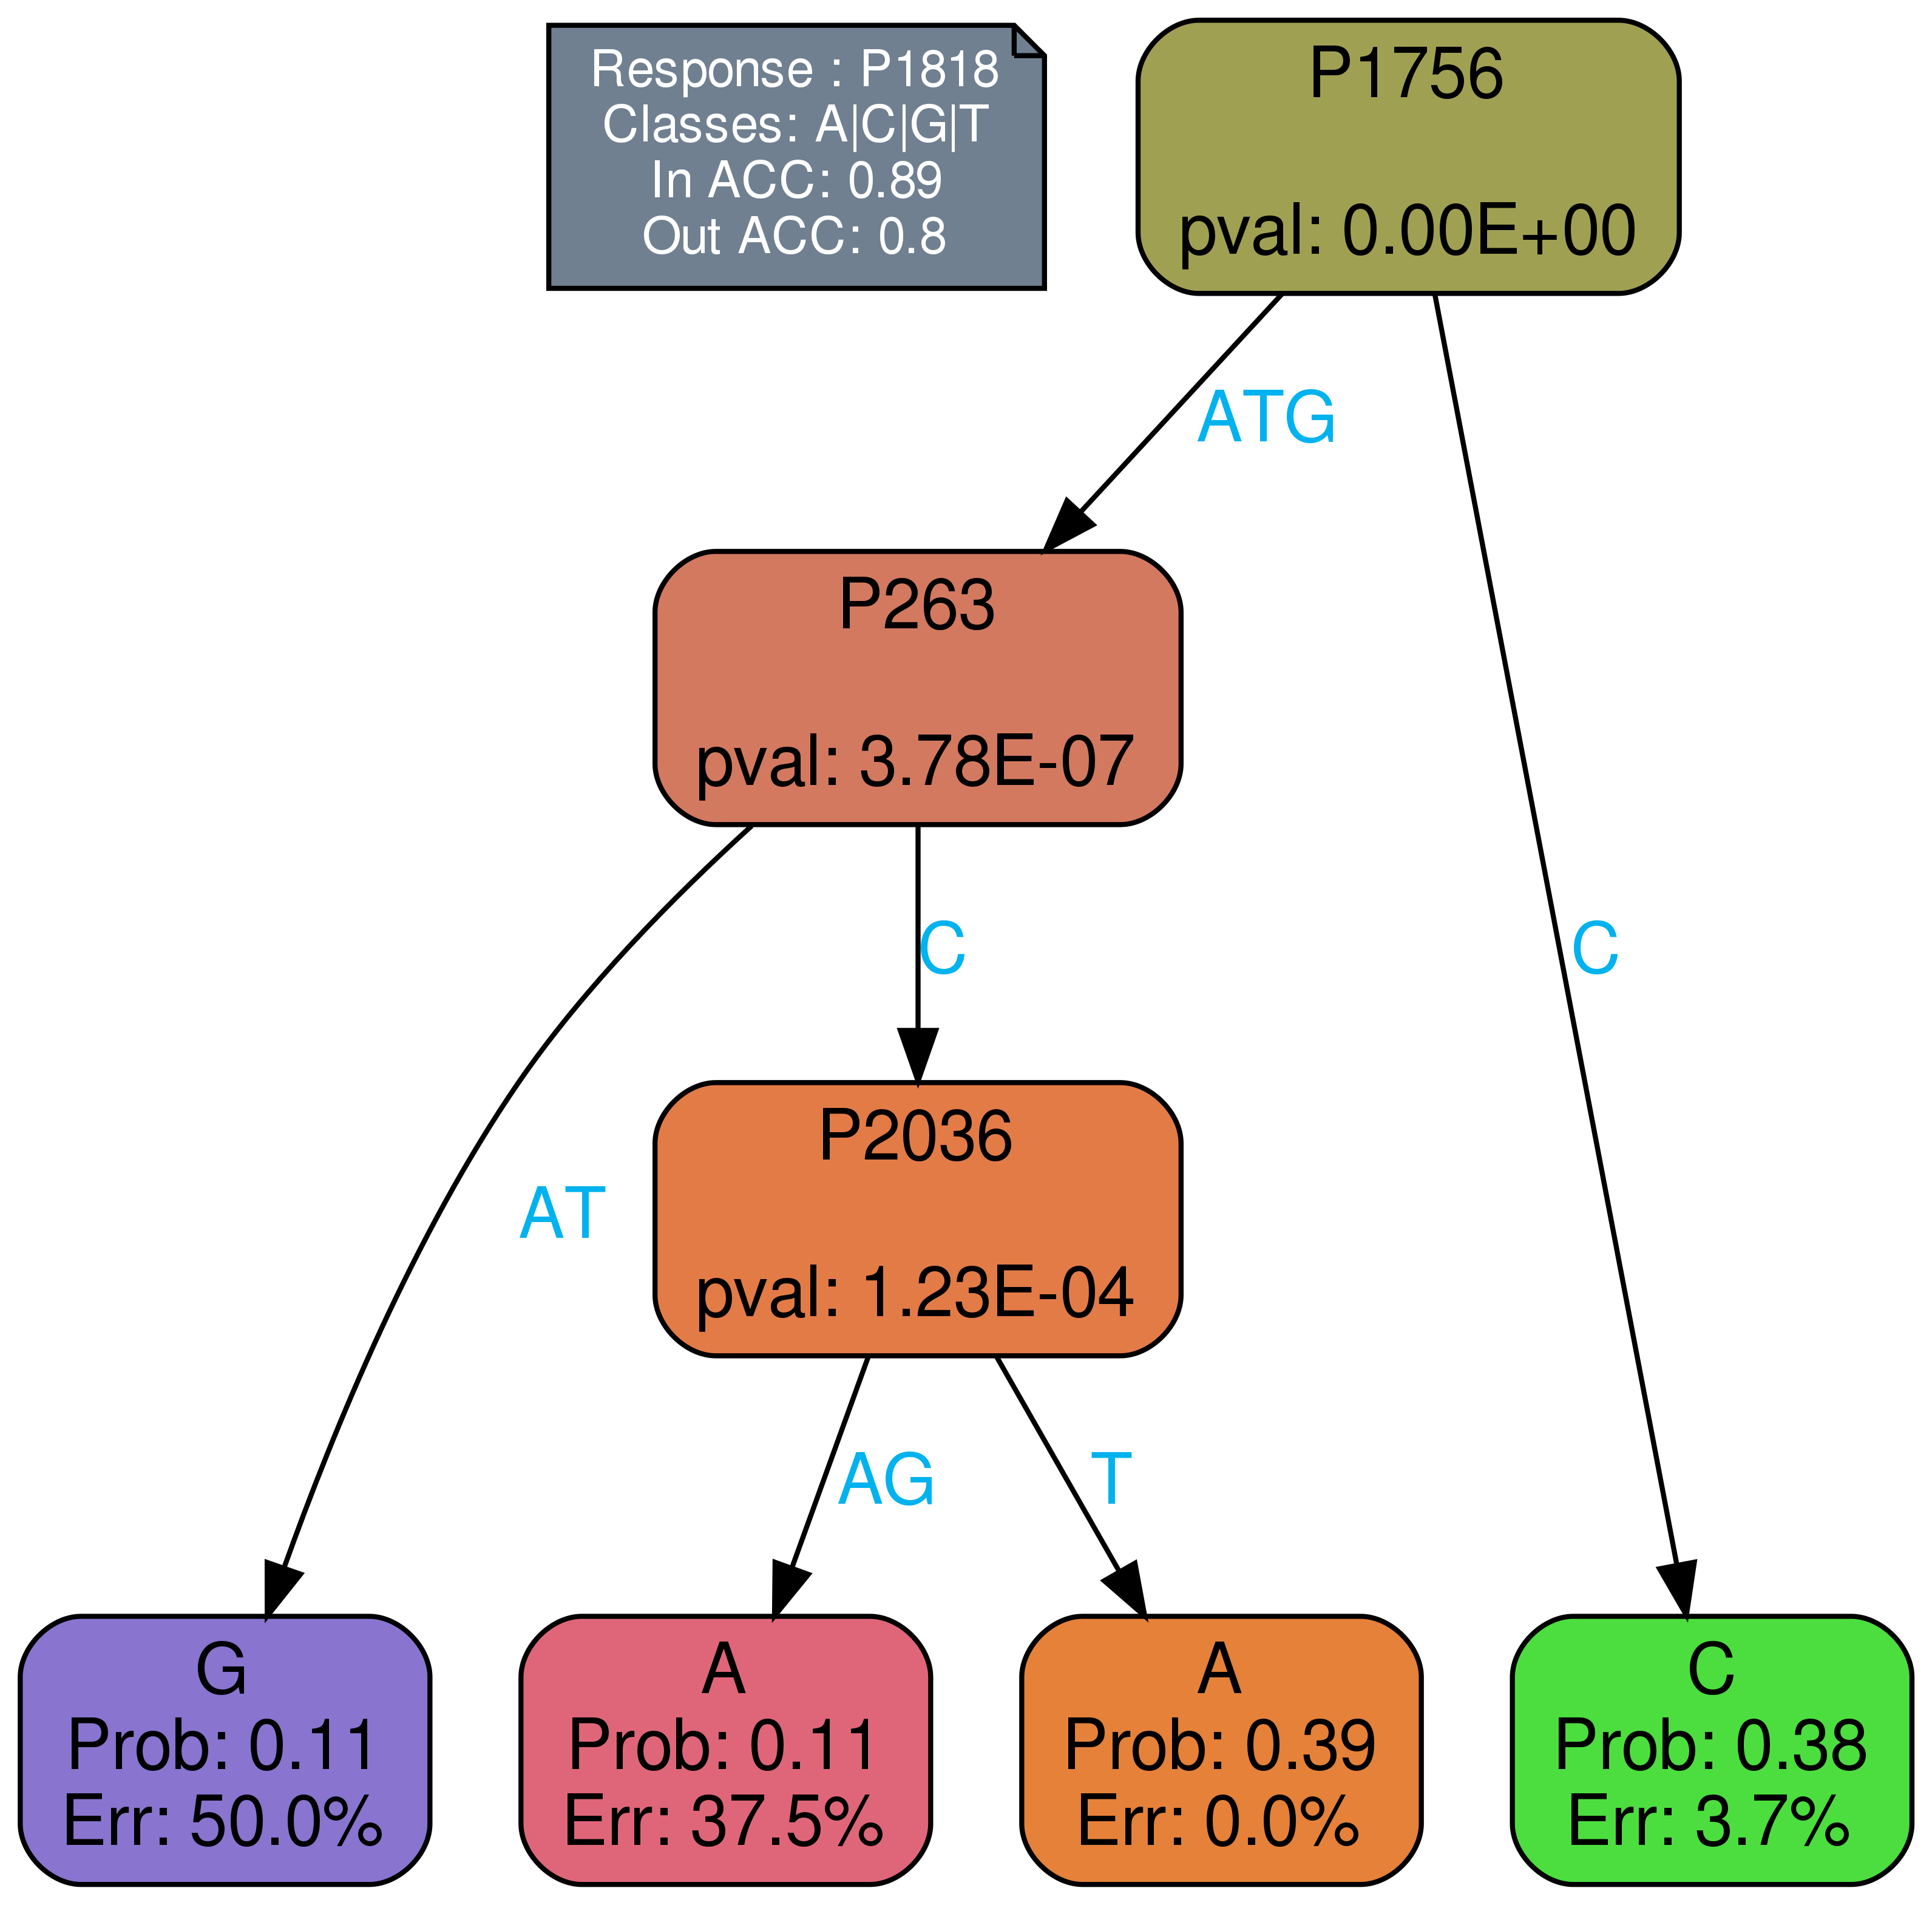 Response : P1818
Classes: A|C|G|T
In ACC: 0.89
Out ACC: 0.8
P1756
pval: 0.00E+00
ATG
P263
pval: 3.78E-07
C
C
P2036
pval: 1.23E-04
AT
AG
T
G
Prob: 0.11
Err: 50.0%
A
Prob: 0.11
Err: 37.5%
A
Prob: 0.39
Err: 0.0%
C
Prob: 0.38
Err: 3.7%